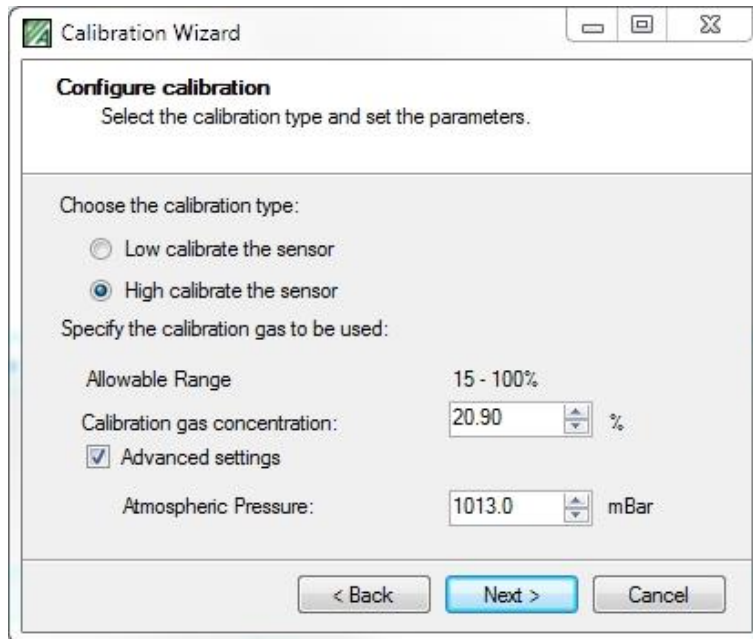 Calibration Wizard
Configure calibration
Select the calibration type and set the parameters.
Choose the calibration type:
Low calibrate the sensor
High calibrate the sensor
Specify the calibration gas to be used:
Allowable Range 15 - 100%
Calibration gas concentration: 20.90 %
Advanced settings
Atmospheric Pressure: 1013.0 mBar
< Back Next > Cancel